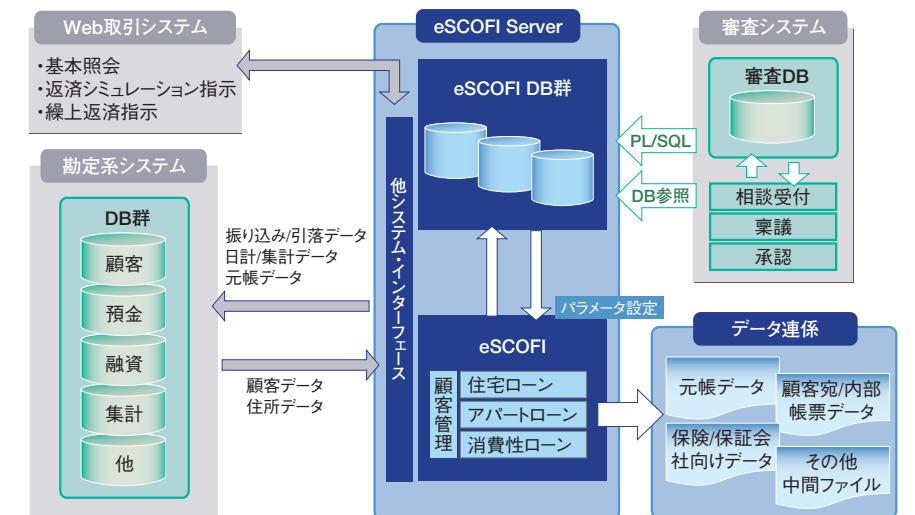 Web取引システム
・基本照会
・返済シミュレーション指示
・繰上返済指示
勘定系システム
DB群
顧客
預金
融資
集計
他
振り込み/引落データ
日計/集計データ
元帳データ
顧客データ
住所データ
eSCOFI Server
他システム・インターフェース
eSCOFI DB群
パラメータ設定
eSCOFI
顧客管理
住宅ローン
アパートローン
消費性ローン
PL/SQL
DB参照
審査システム
審査DB
相談受付
稟議
承認
データ連係
元帳データ
顧客宛/内部
帳票データ
保険/保証会
社向けデータ
その他
中間ファイル